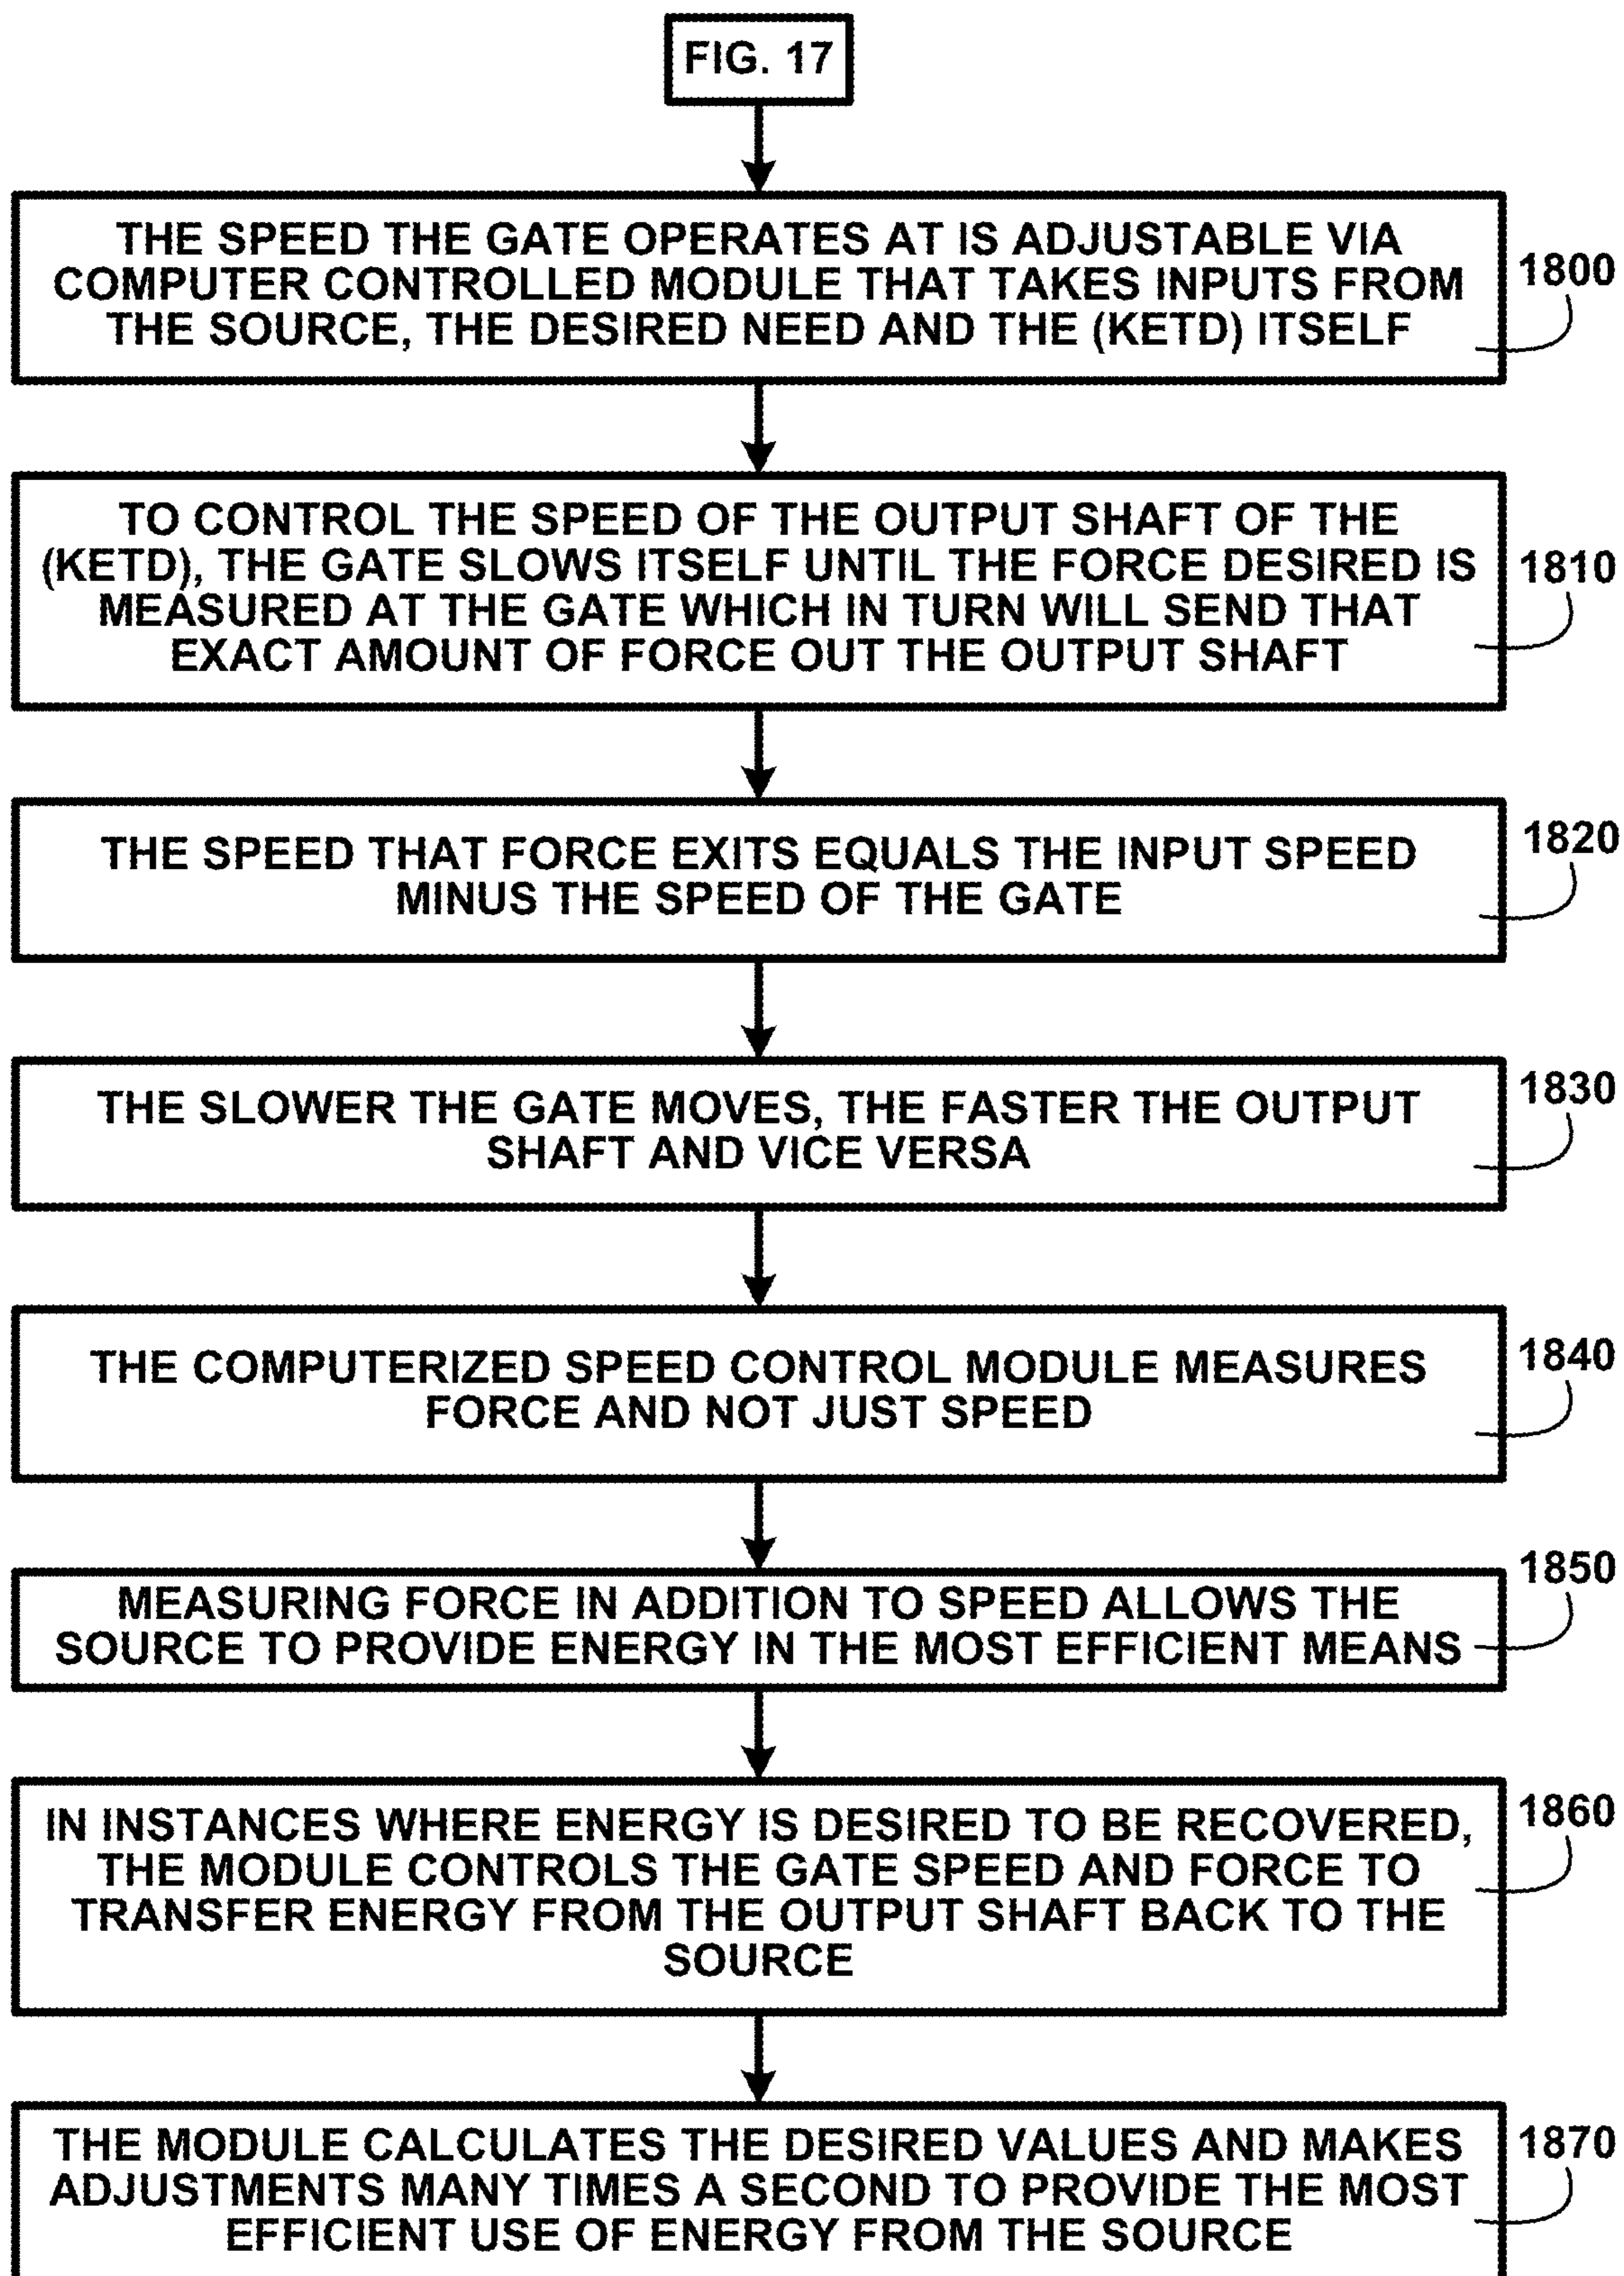 FIG. 17
THE SPEED THE GATE OPERATES AT IS ADJUSTABLE VIA
COMPUTER CONTROLLED MODULE THAT TAKES INPUTS FROM
THE SOURCE, THE DESIRED NEED AND THE (KETD) ITSELF
1800
TO CONTROL THE SPEED OF THE OUTPUT SHAFT OF THE
(KETD), THE GATE SLOWS ITSELF UNTIL THE FORCE DESIRED IS
MEASURED AT THE GATE WHICH IN TURN WILL SEND THAT
EXACT AMOUNT OF FORCE OUT THE OUTPUT SHAFT
1810
THE SPEED THAT FORCE EXITS EQUALS THE INPUT SPEED
MINUS THE SPEED OF THE GATE
1820
THE SLOWER THE GATE MOVES, THE FASTER THE OUTPUT
SHAFT AND VICE VERSA
1830
THE COMPUTERIZED SPEED CONTROL MODULE MEASURES
FORCE AND NOT JUST SPEED
1840
MEASURING FORCE IN ADDITION TO SPEED ALLOWS THE
SOURCE TO PROVIDE ENERGY IN THE MOST EFFICIENT MEANS
1850
IN INSTANCES WHERE ENERGY IS DESIRED TO BE RECOVERED,
THE MODULE CONTROLS THE GATE SPEED AND FORCE TO
TRANSFER ENERGY FROM THE OUTPUT SHAFT BACK TO THE
SOURCE
1860
THE MODULE CALCULATES THE DESIRED VALUES AND MAKES
ADJUSTMENTS MANY TIMES A SECOND TO PROVIDE THE MOST
EFFICIENT USE OF ENERGY FROM THE SOURCE
1870